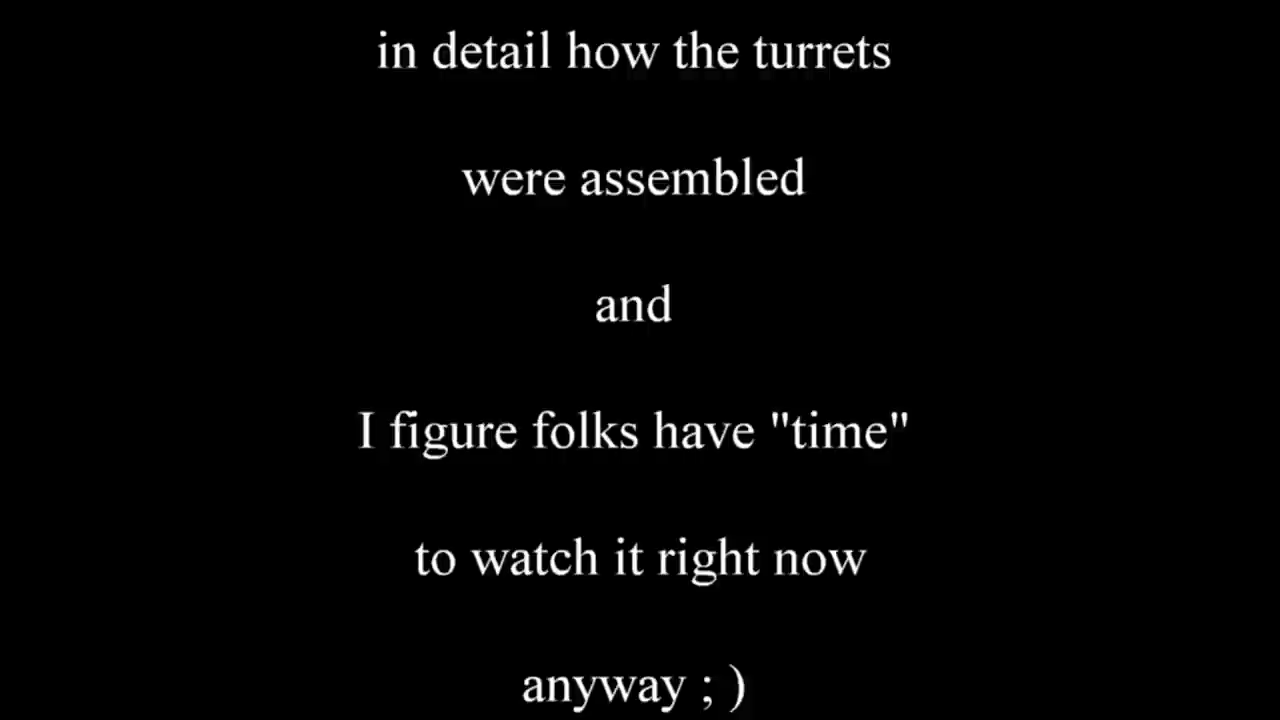 in detail how the turrets
were assembled
and
I figure folks have "time"
to watch it right now
anyway ; )